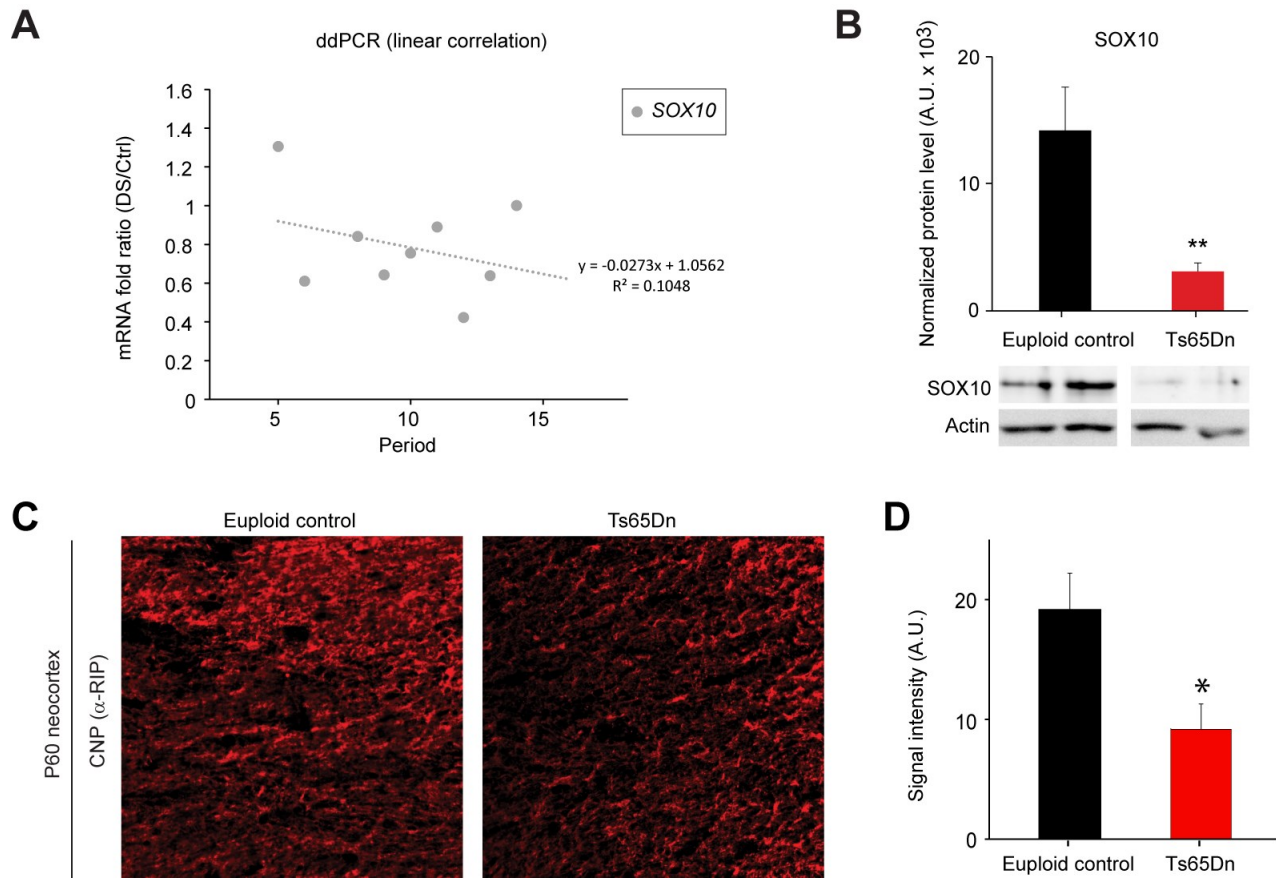 A
ddPCR (linear correlation)
mRNA fold ratio (DS/Ctrl)
1.6
1.4
1.2
1
0.8
0.6
0.4
0.2
0
5
10
15
Period
SOX10
y = -0.0273x + 1.0562
R² = 0.1048
B
SOX10
Normalized protein level (A.U. x 10³)
20
10
0
**
Euploid control
Ts65Dn
SOX10
Actin
C
Euploid control
Ts65Dn
P60 neocortex
CNP (α-RIP)
D
Signal intensity (A.U.)
20
10
0
*
Euploid control
Ts65Dn